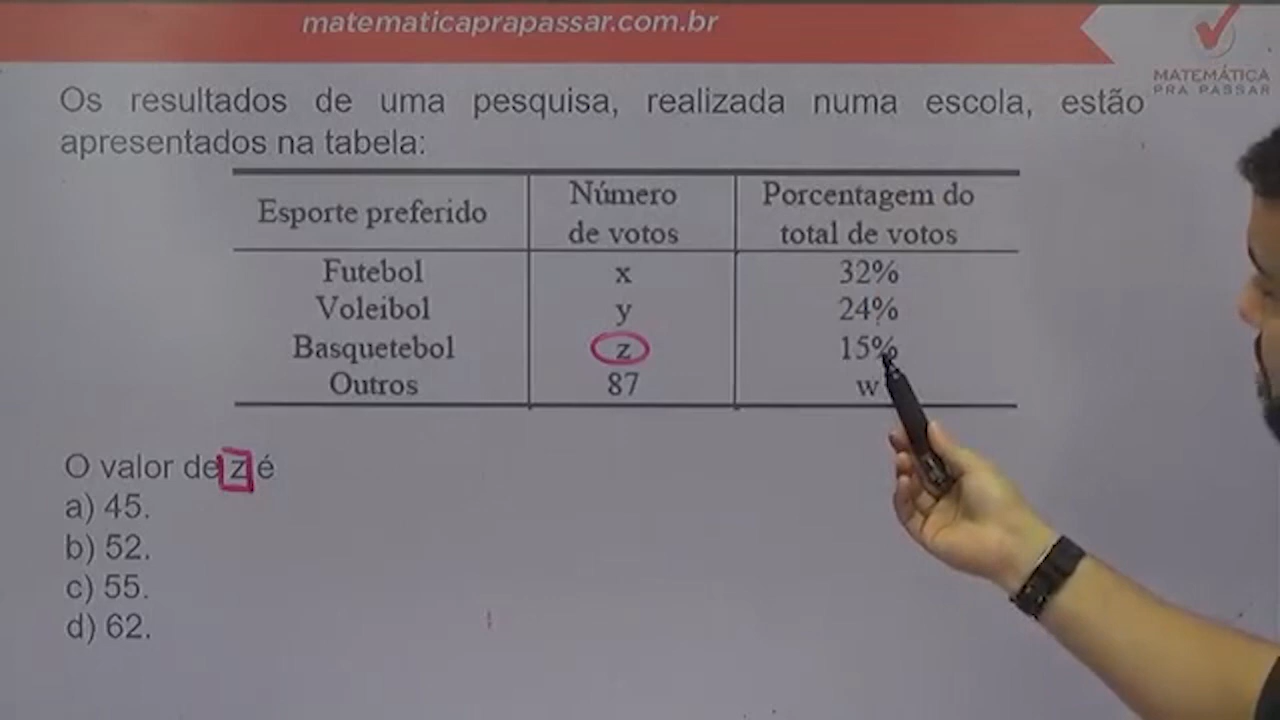 matematicaprapassar.com.br
MATEMÁTICA
PRA PASSAR
Os resultados de uma pesquisa, realizada numa escola, estão
apresentados na tabela:
Esporte preferido Número de votos Porcentagem do total de votos
Futebol x 32%
Voleibol y 24%
Basquetebol z 15%
Outros 87 w
O valor de z é
a) 45.
b) 52.
c) 55.
d) 62.